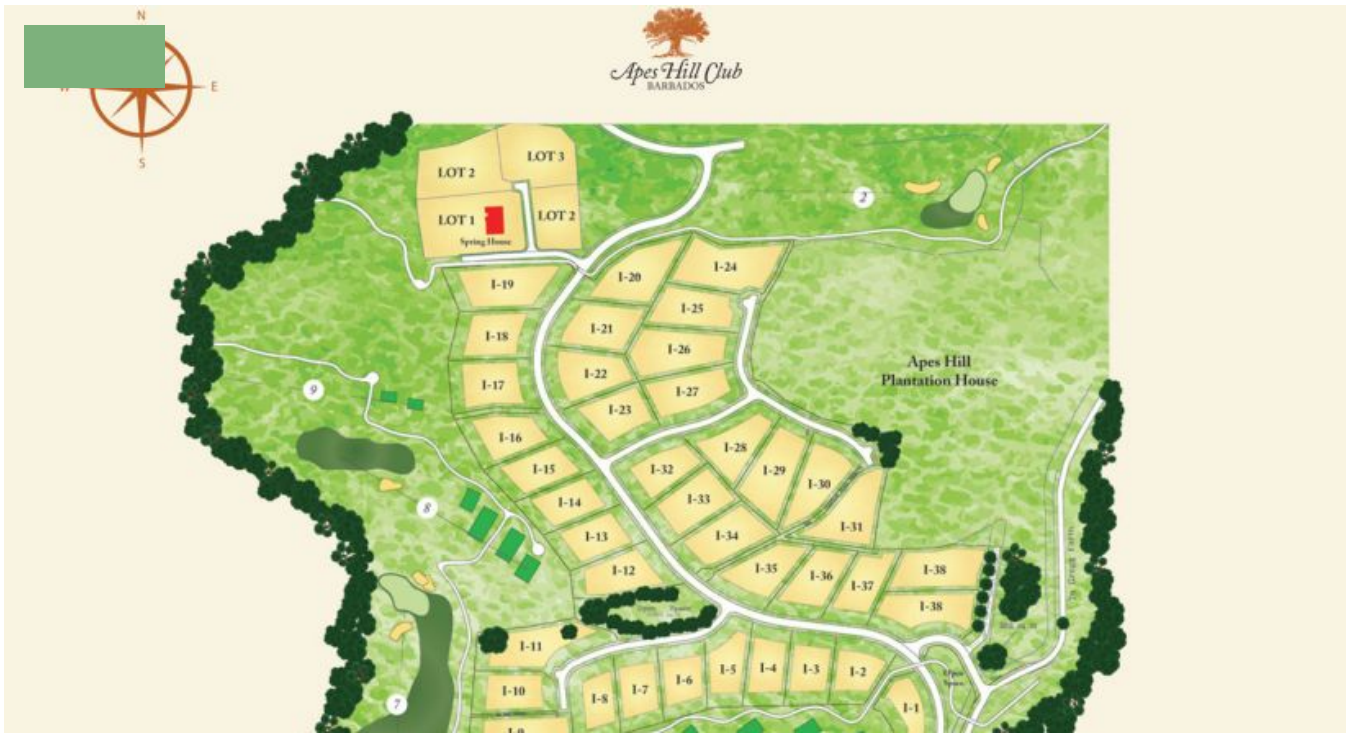 N
E
S
Apes Hill Club
BARBADOS
LOT 2
LOT 3
LOT 1
LOT 2
Spring House
2
I-24
I-20
I-19
I-25
I-21
I-18
I-26
Apes Hill
Plantation House
I-22
I-17
I-27
9
I-23
I-16
I-28
I-15
I-32
I-29
I-30
I-14
I-33
8
I-31
I-13
I-34
I-12
I-35
I-36
I-37
I-38
I-38
I-11
I-5
I-4
I-3
I-2
Open
Space
I-10
I-8
I-7
I-6
7
I-1
I-9